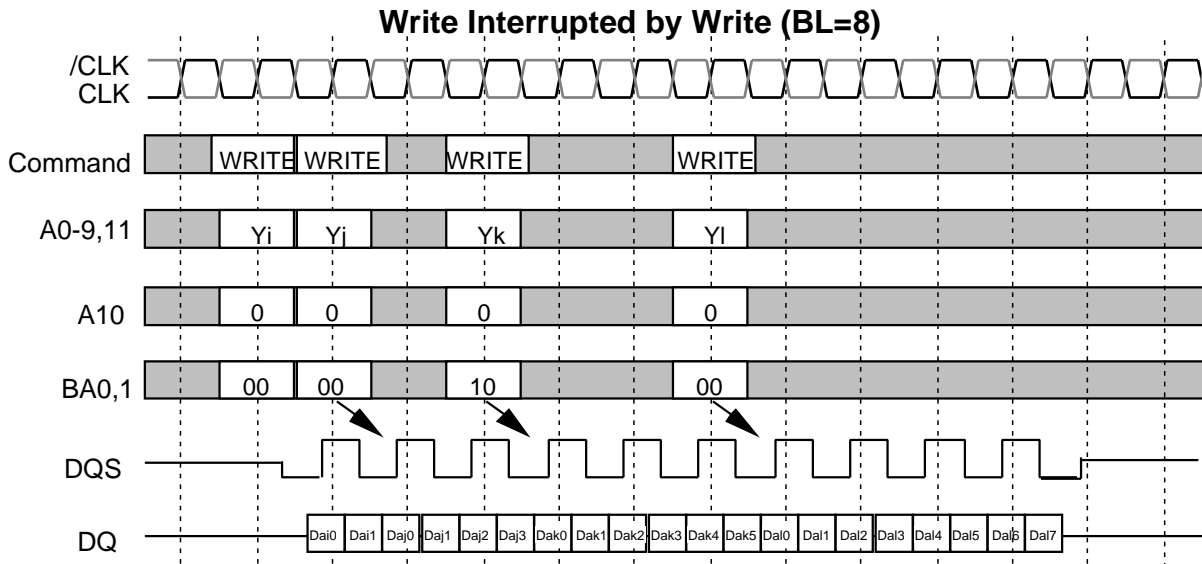 Write Interrupted by Write (BL=8)
/CLK
CLK
Command WRITE WRITE WRITE WRITE
A0-9,11 Yi Yj Yk Yl
A10 0 0 0 0
BA0,1 00 00 10 00
DQS
DQ Dai0 Dai1 Daj0 Daj1 Daj2 Daj3 Dak0 Dak1 Dak2 Dak3 Dak4 Dak5 Dal0 Dal1 Dal2 Dal3 Dal4 Dal5 Dal6 Dal7